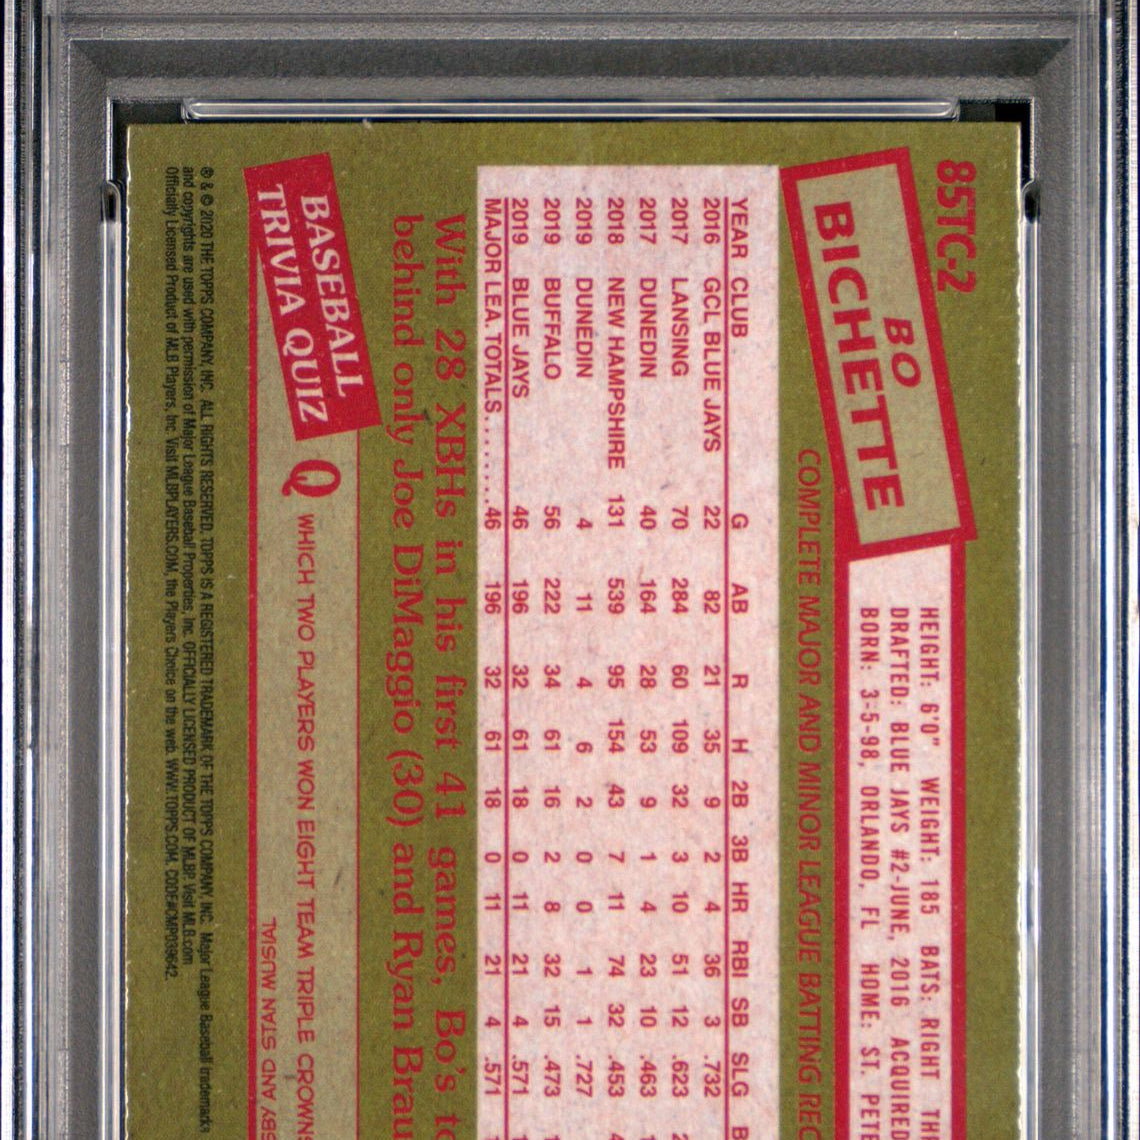 85TC-2
BO
BICHETTE
HEIGHT: 6'0" WEIGHT: 185 BATS: RIGHT TH
DRAFTED: BLUE JAYS #2-JUNE, 2016 ACQUIRE
BORN: 3-5-98, ORLANDO, FL HOME: ST. PETE
COMPLETE MAJOR AND MINOR LEAGUE BATTING REC
YEAR CLUB G AB R H 2B 3B HR RBI SB SLG B
2016 GCL BLUE JAYS 22 82 21 35 9 2 4 36 3 .732
2017 LANSING 70 284 60 109 32 3 10 51 12 .623 2
2017 DUNEDIN 40 164 28 53 9 1 4 23 10 .463 1
2018 NEW HAMPSHIRE 131 539 95 154 43 7 11 74 32 .453 4
2019 DUNEDIN 4 11 4 6 2 0 0 1 1 .727
2019 BUFFALO 56 222 34 61 16 2 8 32 15 .473
2019 BLUE JAYS 46 196 32 61 18 0 11 21 4 .571
MAJOR LEA. TOTALS........46 196 32 61 18 0 11 21 4 .571 1
With 28 XBHs in his first 41 games, Bo's to
behind only Joe DiMaggio (30) and Ryan Brau
BASEBALL
TRIVIA QUIZ
Q WHICH TWO PLAYERS WON EIGHT TEAM TRIPLE CROWNS
SBY AND STAN MUSIAL
® & © 2020 THE TOPPS COMPANY, INC. ALL RIGHTS RESERVED. TOPPS IS A REGISTERED TRADEMARK OF THE TOPPS COMPANY, INC. Major League Baseball trademarks
and copyrights are used with permission of Major League Baseball Properties, Inc. OFFICIALLY LICENSED PRODUCT OF MLBP. Visit MLB.com
Officially Licensed Product of MLB Players, Inc. Visit MLBPLAYERS.COM, the Players Choice on the web. WWW.TOPPS.COM. CODE#CMP039642.